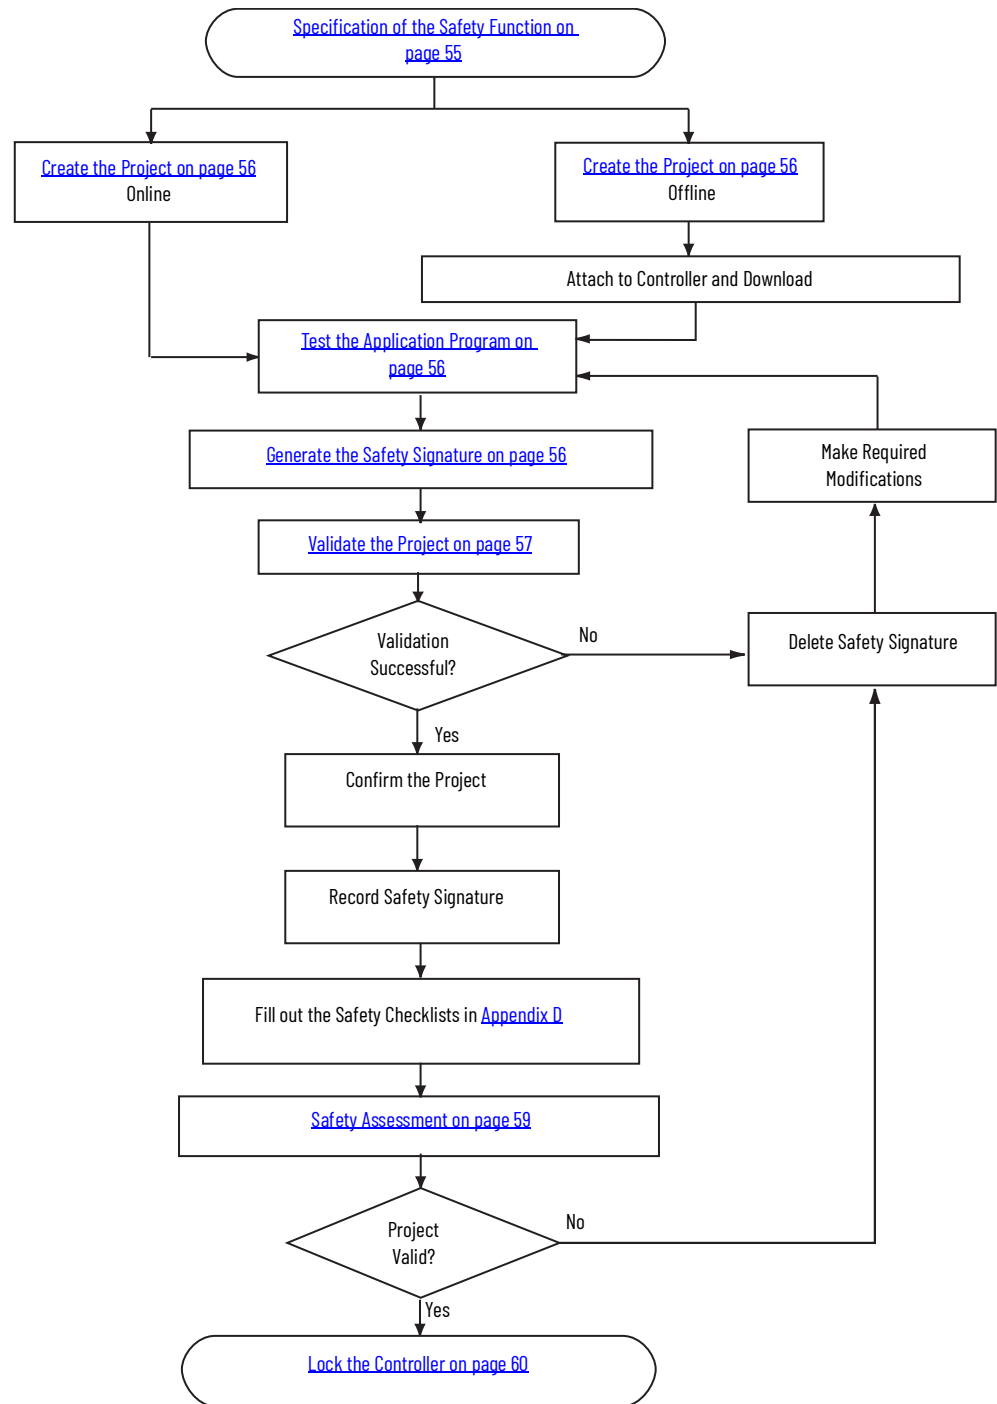 Specification of the Safety Function on
page 55
Create the Project on page 56
Online
Create the Project on page 56
Offline
Attach to Controller and Download
Test the Application Program on
page 56
Generate the Safety Signature on page 56
Make Required
Modifications
Validate the Project on page 57
Validation
Successful?
No
Delete Safety Signature
Yes
Confirm the Project
Record Safety Signature
Fill out the Safety Checklists in Appendix D
Safety Assessment on page 59
Project
Valid?
No
Yes
Lock the Controller on page 60